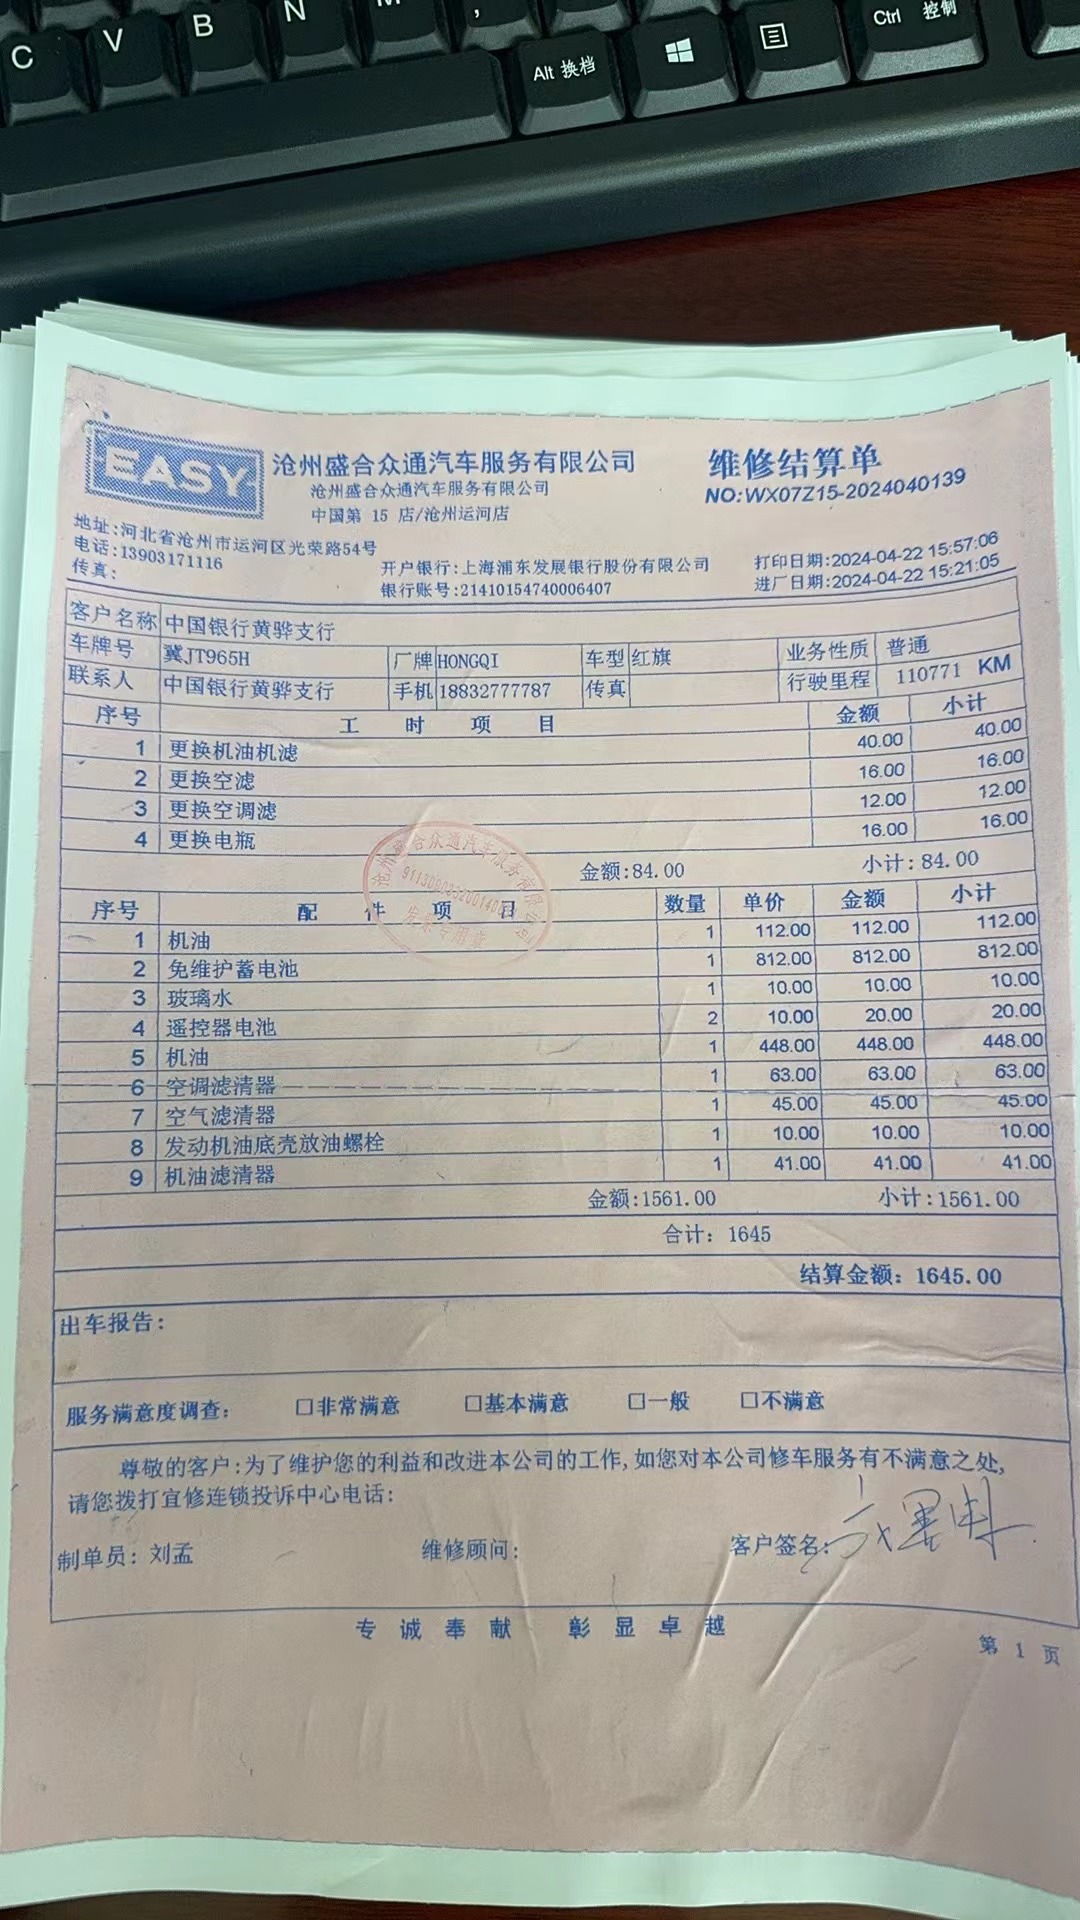 C V B N M ,
Alt 换档
Ctrl 控制
EASY
沧州盛合众通汽车服务有限公司
维修结算单
沧州盛合众通汽车服务有限公司
NO:WX07Z15-2024040139
中国第 15 店/沧州运河店
地址:河北省沧州市运河区光荣路54号
电话:13903171116
开户银行:上海浦东发展银行股份有限公司
打印日期:2024-04-22 15:57:06
传真:
银行账号:21410154740006407
进厂日期:2024-04-22 15:21:05
客户名称 中国银行黄骅支行
车牌号 冀JT965H 厂牌 HONGQI 车型 红旗 业务性质 普通
联系人 中国银行黄骅支行 手机 18832777787 传真 行驶里程 110771 KM
序号 工时项目 金额 小计
1 更换机油机滤 40.00 40.00
2 更换空滤 16.00 16.00
3 更换空调滤 12.00 12.00
4 更换电瓶 16.00 16.00
金额:84.00 小计:84.00
沧州盛合众通汽车服务有限公司
发票专用章
序号 配件项目 数量 单价 金额 小计
1 机油 1 112.00 112.00 112.00
2 免维护蓄电池 1 812.00 812.00 812.00
3 玻璃水 1 10.00 10.00 10.00
4 遥控器电池 2 10.00 20.00 20.00
5 机油 1 448.00 448.00 448.00
6 空调滤清器 1 63.00 63.00 63.00
7 空气滤清器 1 45.00 45.00 45.00
8 发动机油底壳放油螺栓 1 10.00 10.00 10.00
9 机油滤清器 1 41.00 41.00 41.00
金额:1561.00 小计:1561.00
合计: 1645
结算金额: 1645.00
出车报告:
服务满意度调查: □非常满意 □基本满意 □一般 □不满意
尊敬的客户:为了维护您的利益和改进本公司的工作,如您对本公司修车服务有不满意之处,
请您拨打宜修连锁投诉中心电话:
制单员: 刘孟 维修顾问: 客户签名:
专诚奉献 彰显卓越
第 1 页